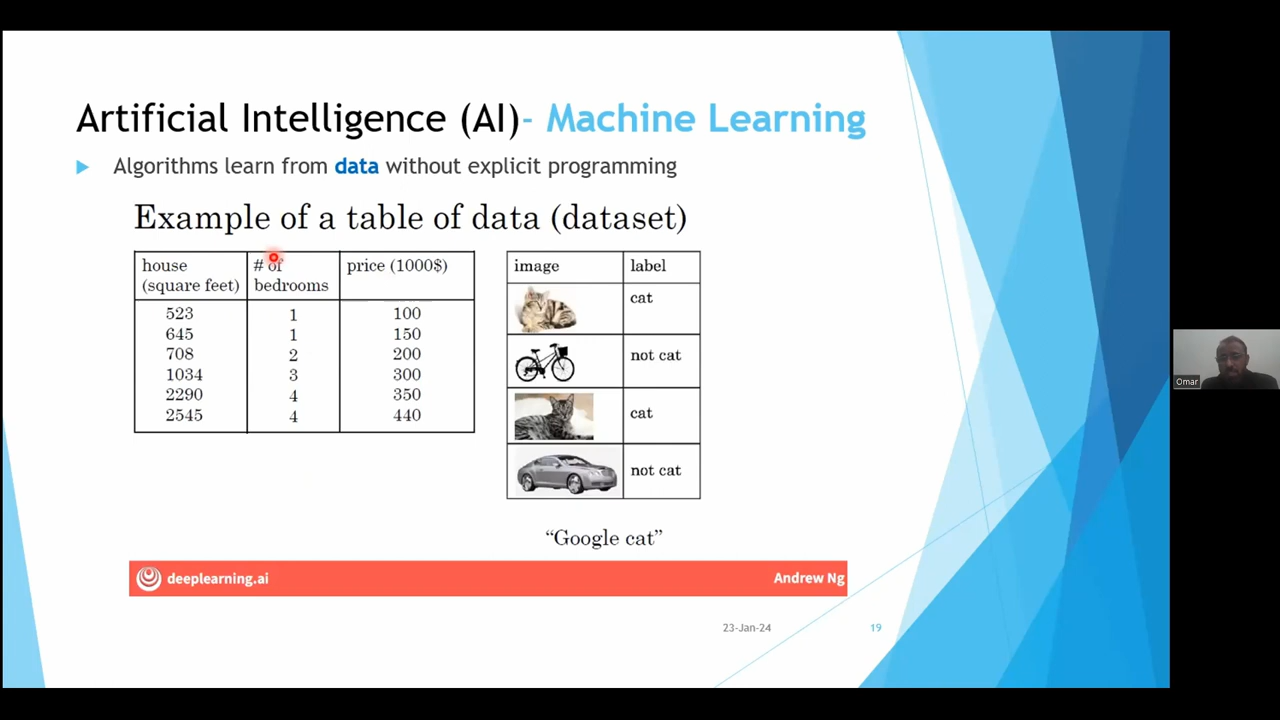 Artificial Intelligence (AI)- Machine Learning
Algorithms learn from data without explicit programming
Example of a table of data (dataset)
house (square feet) # of bedrooms price (1000$)
523 1 100
645 1 150
708 2 200
1034 3 300
2290 4 350
2545 4 440
image label
cat
not cat
cat
not cat
“Google cat”
deeplearning.ai Andrew Ng
23-Jan-24 19
Omar